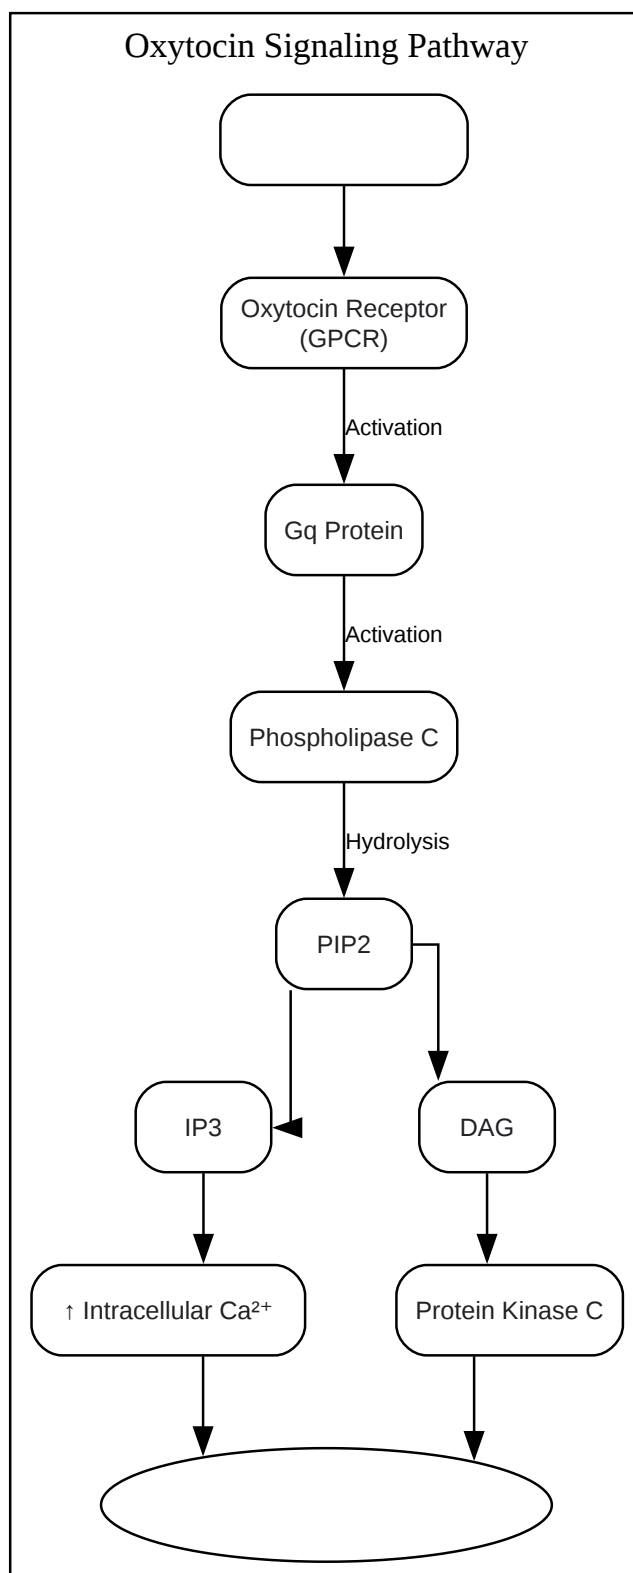 Oxytocin Signaling Pathway
Oxytocin Receptor
(GPCR)
Activation
Gq Protein
Activation
Phospholipase C
Hydrolysis
PIP2
IP3
DAG
↑ Intracellular Ca²⁺
Protein Kinase C